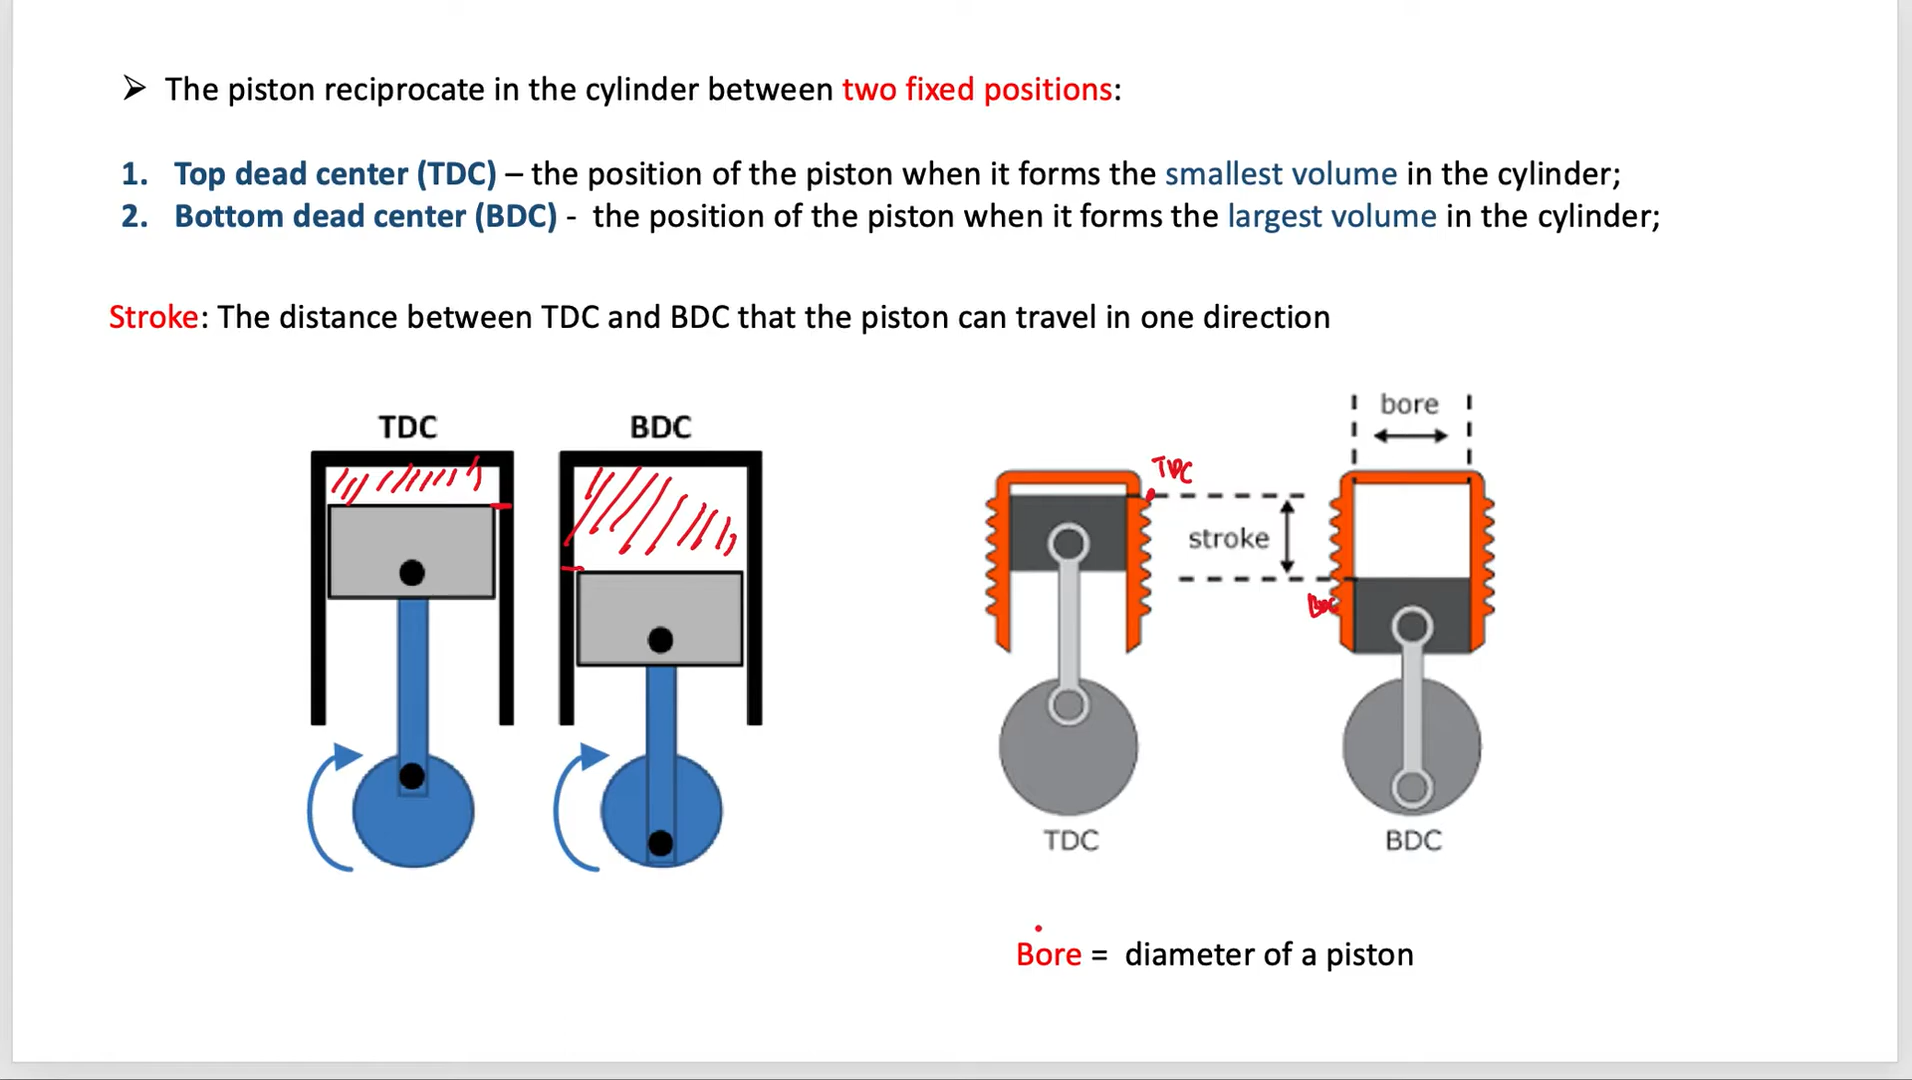 ➢ The piston reciprocate in the cylinder between two fixed positions:
1. Top dead center (TDC) – the position of the piston when it forms the smallest volume in the cylinder;
2. Bottom dead center (BDC) - the position of the piston when it forms the largest volume in the cylinder;
Stroke: The distance between TDC and BDC that the piston can travel in one direction
TDC
BDC
bore
TDC
stroke
BDC
TDC
BDC
Bore = diameter of a piston